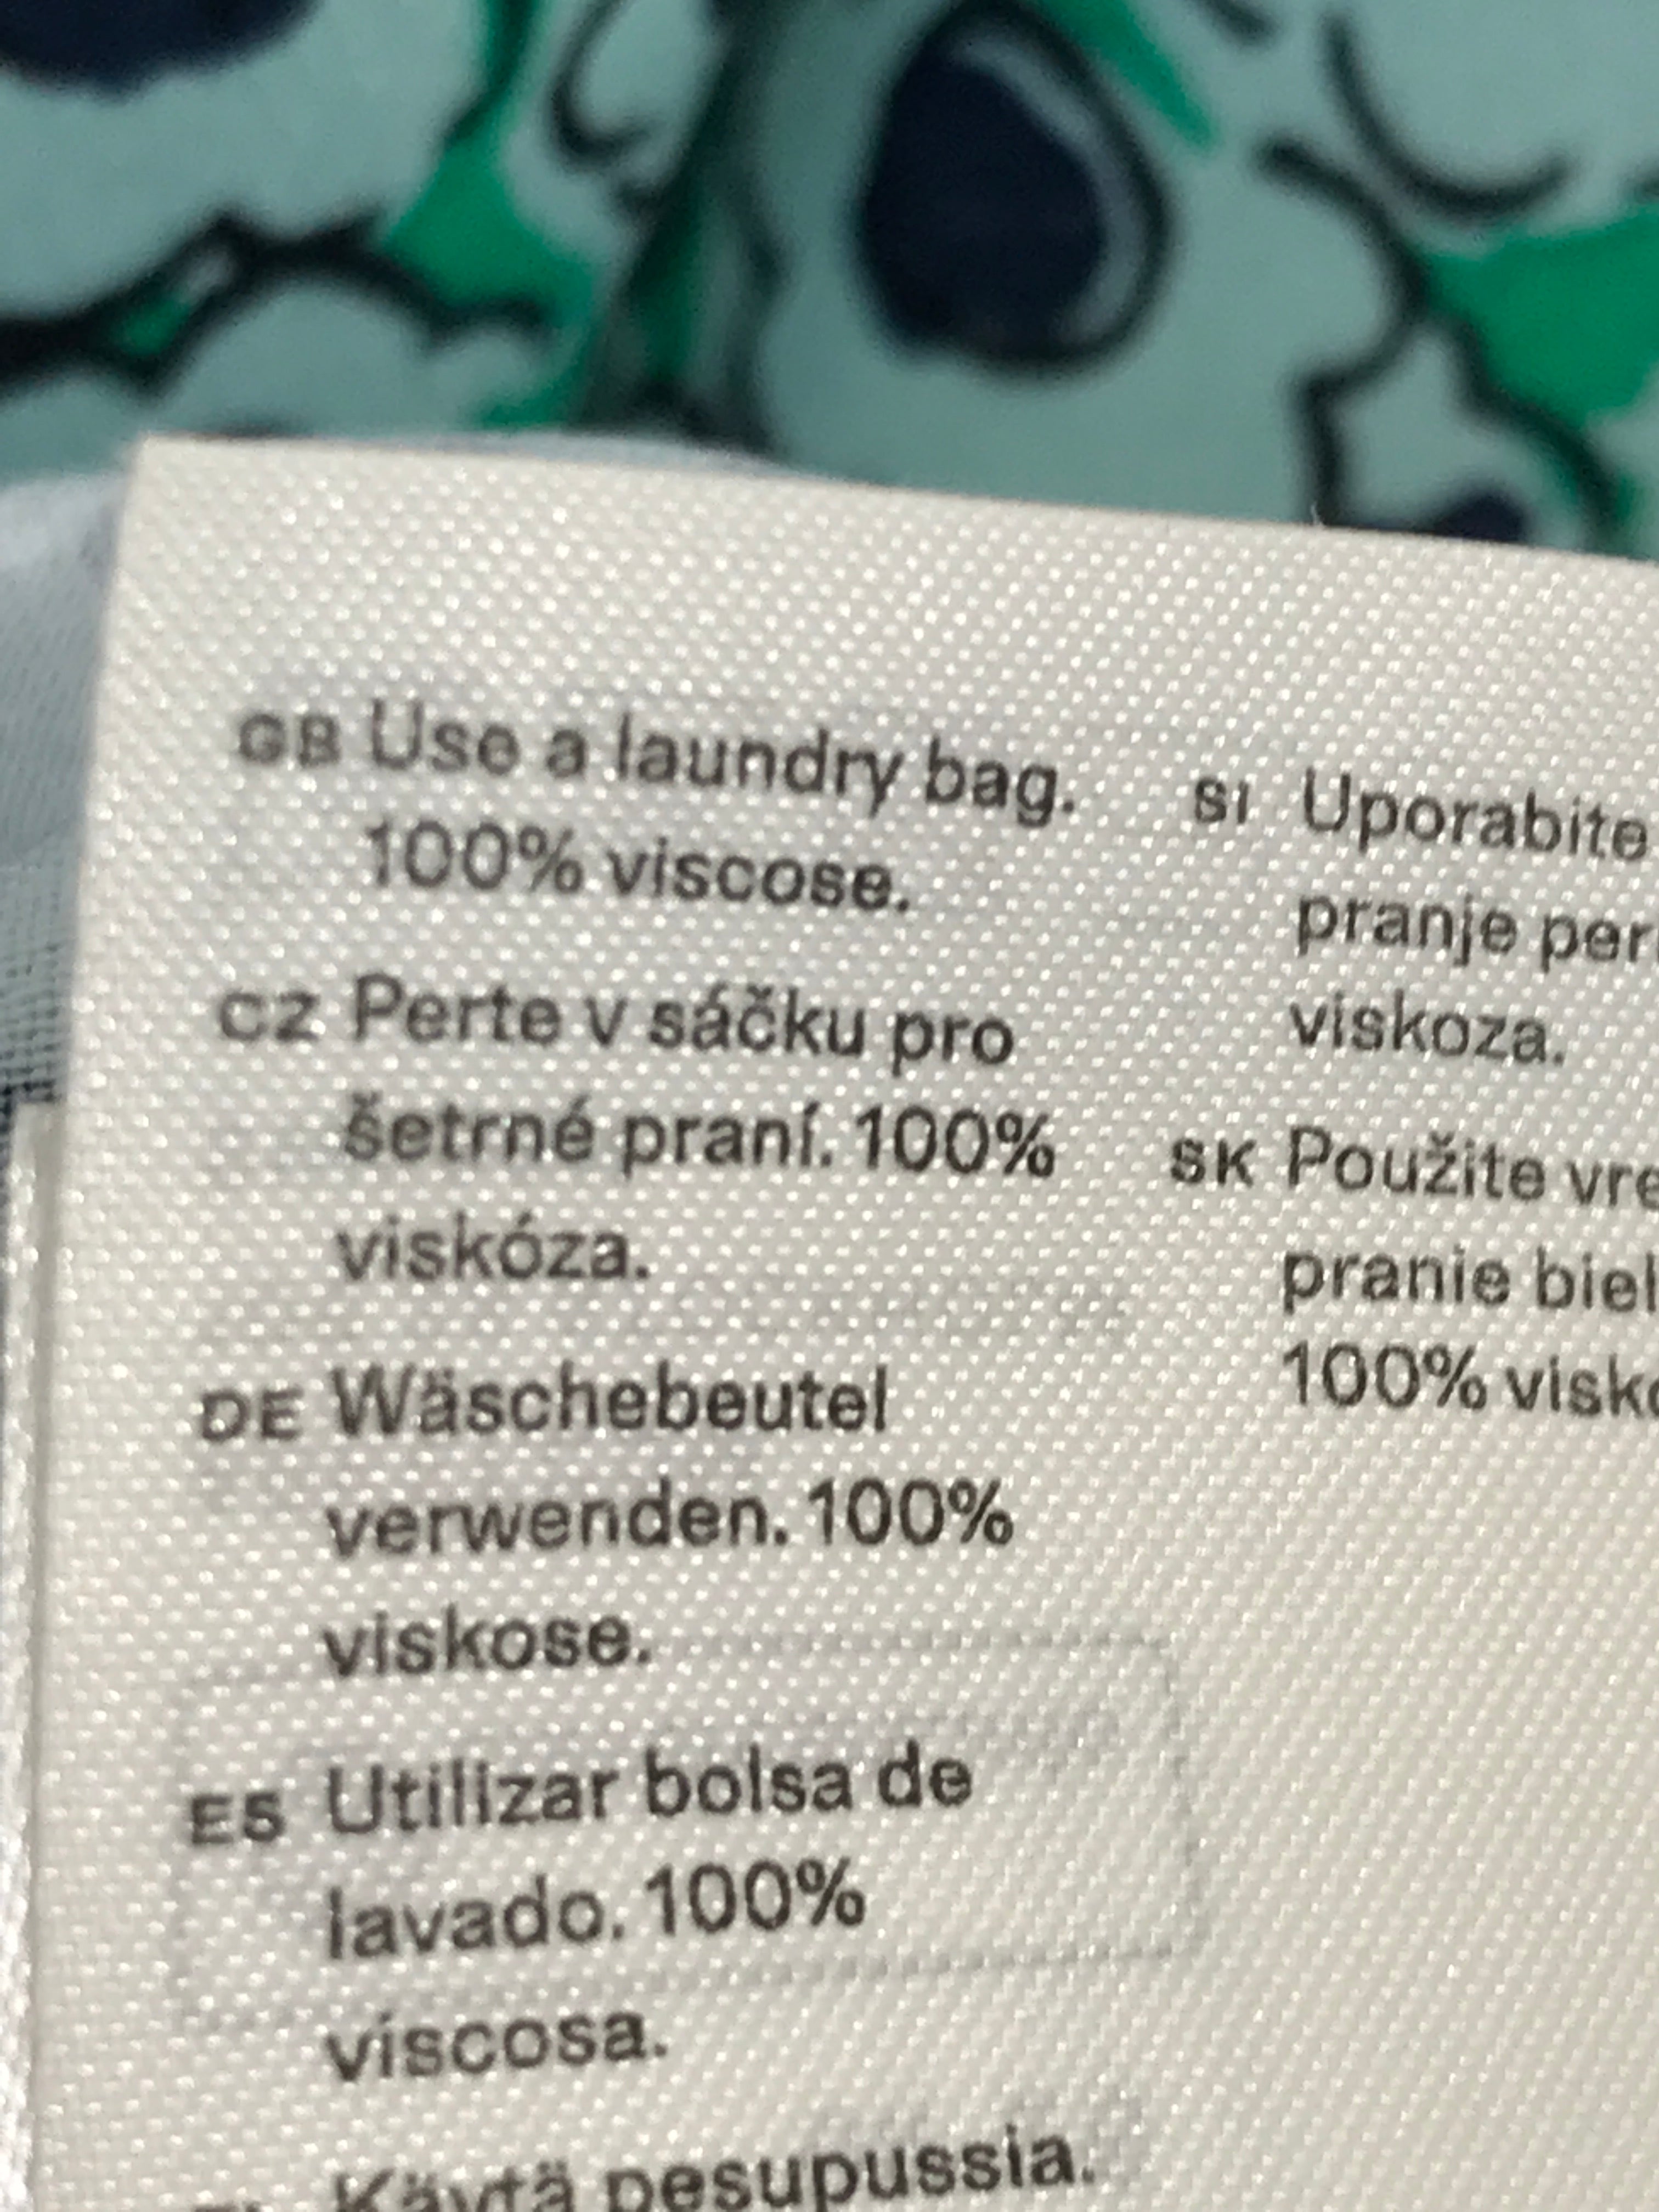 GB Use a laundry bag.
100% viscose.
CZ Perte v sáčku pro
šetrné praní. 100%
viskóza.
DE Wäschebeutel
verwenden. 100%
viskose.
ES Utilizar bolsa de
lavado. 100%
viscosa.
Käytä pesupussia.
SI Uporabite
pranje
viskoza.
SK Použite
pranie
100%